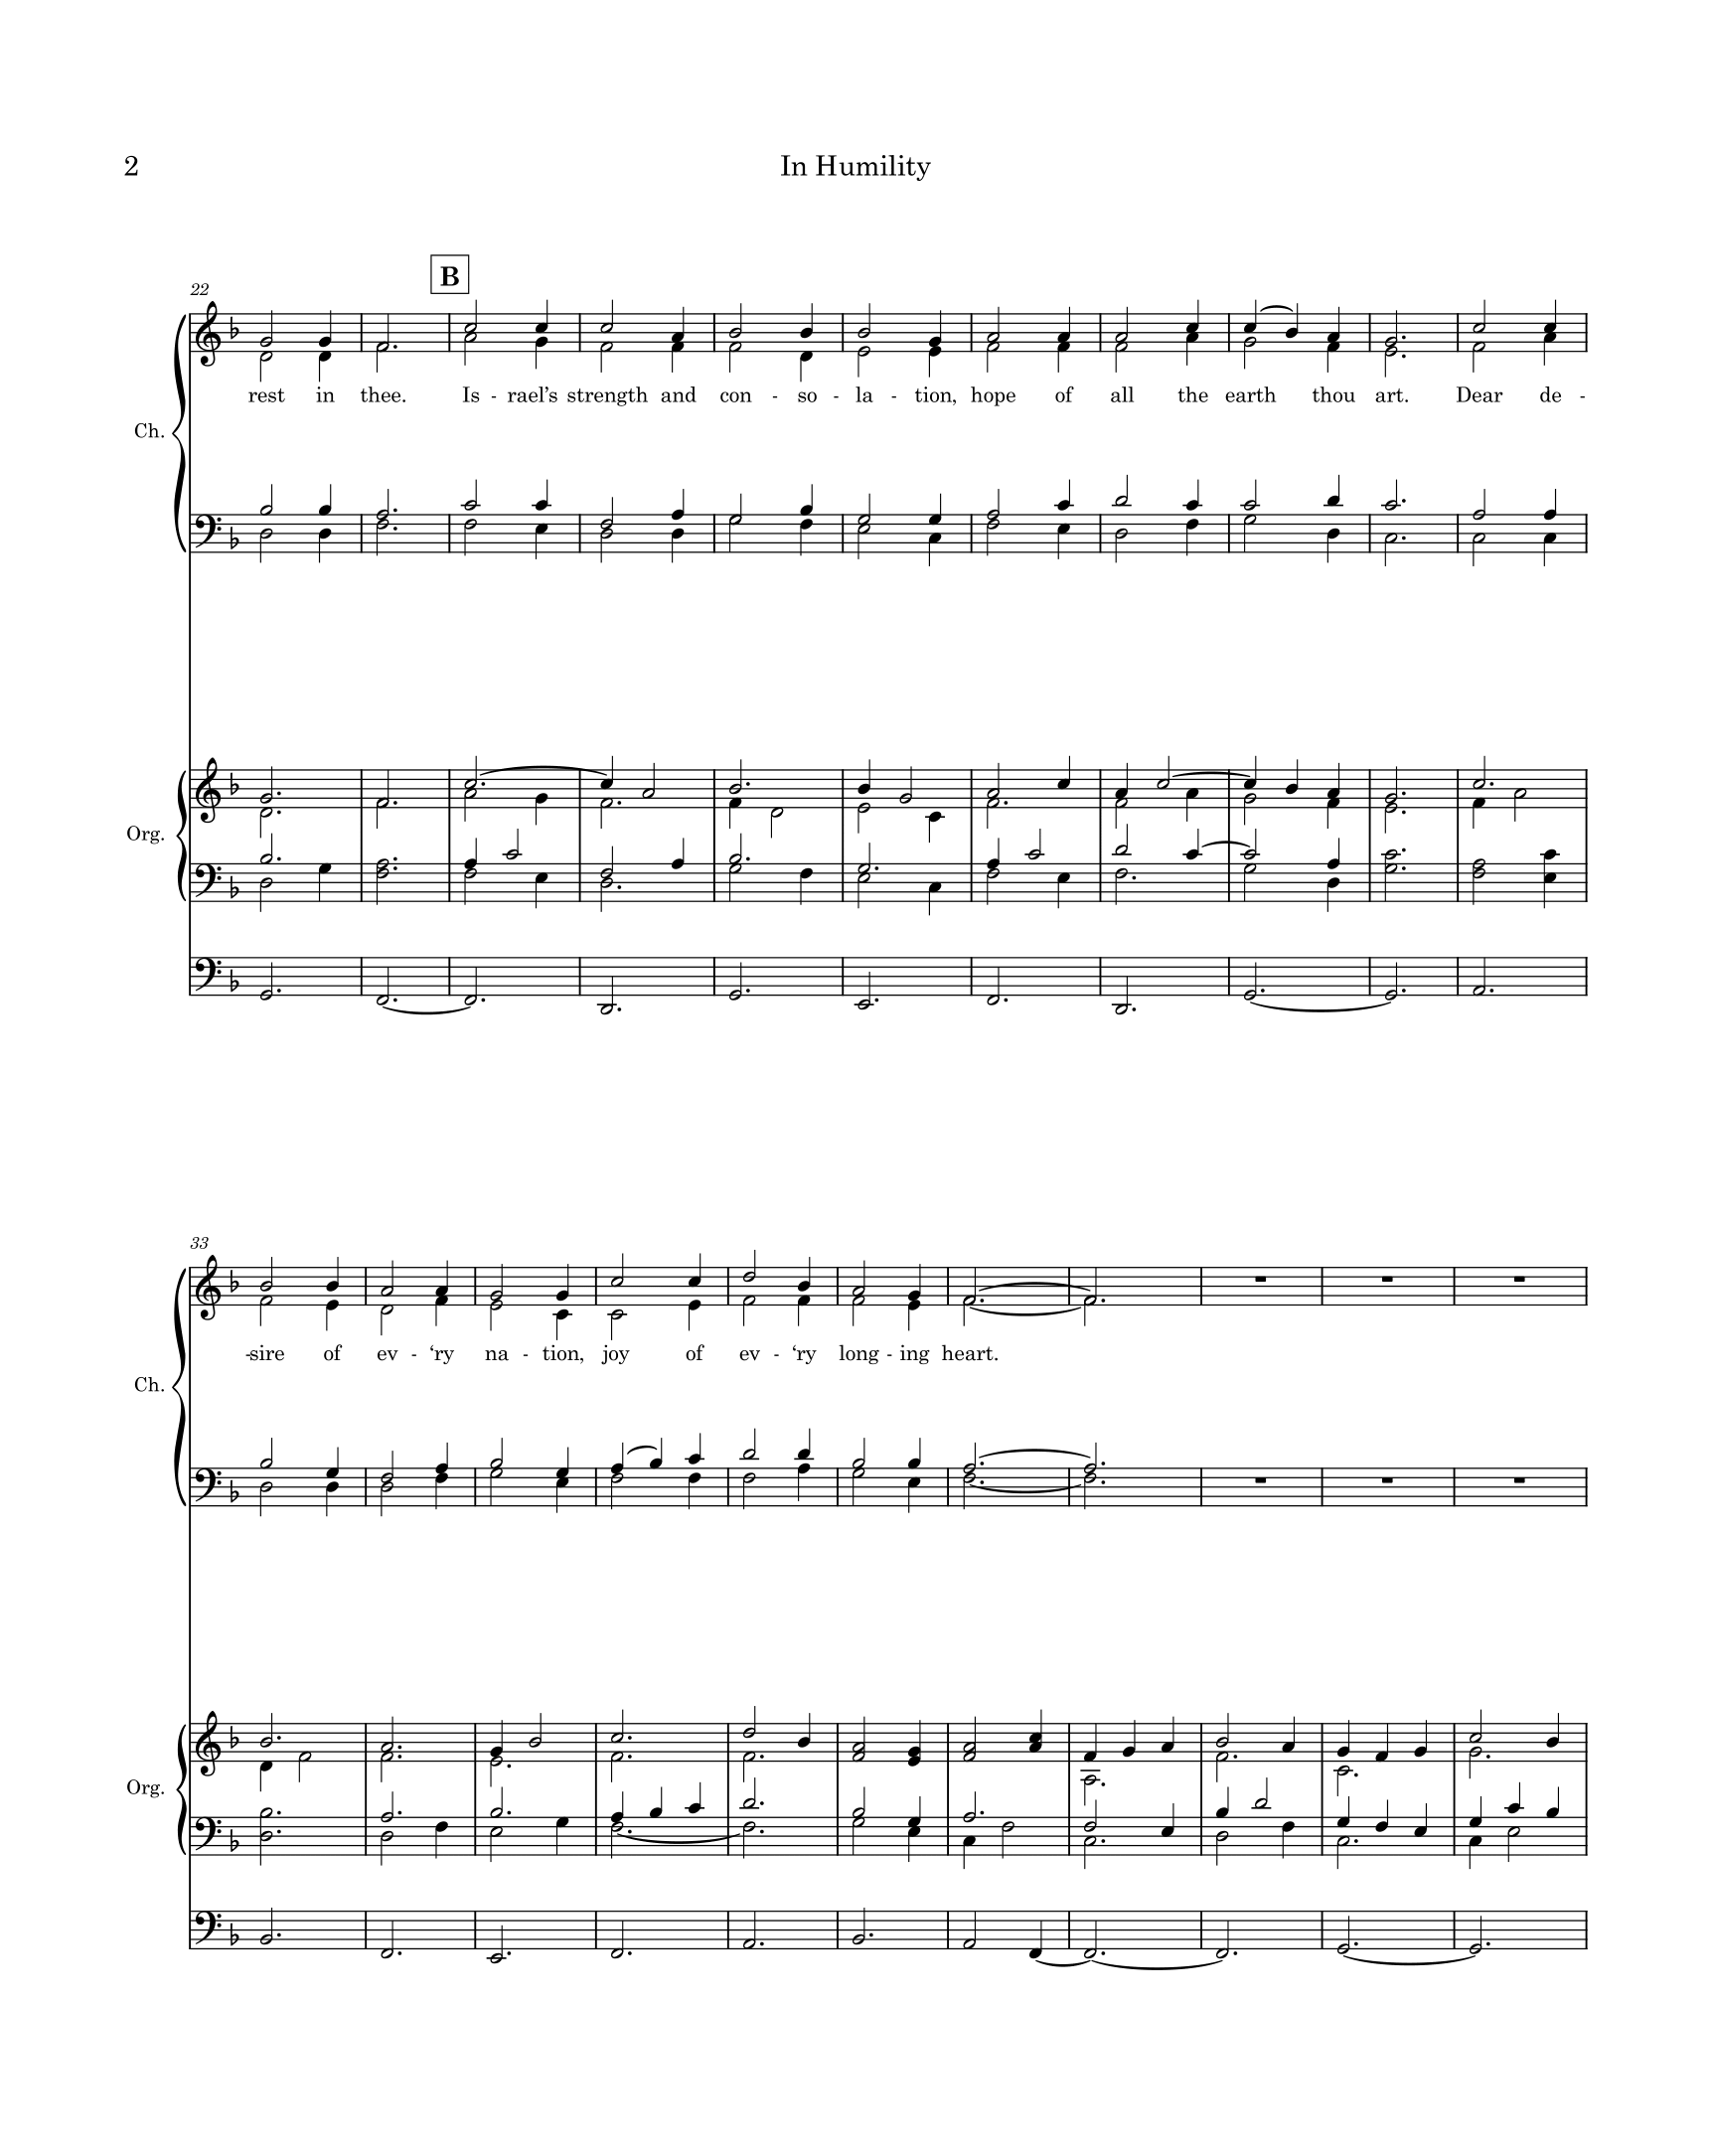 2 In Humility
B
22
rest in thee. Is - rael’s strength and con - so - la - tion, hope of all the earth thou art. Dear de -
Ch.
Org.
33
-sire of ev - ‘ry na - tion, joy of ev - ‘ry long - ing heart.
Ch.
Org.